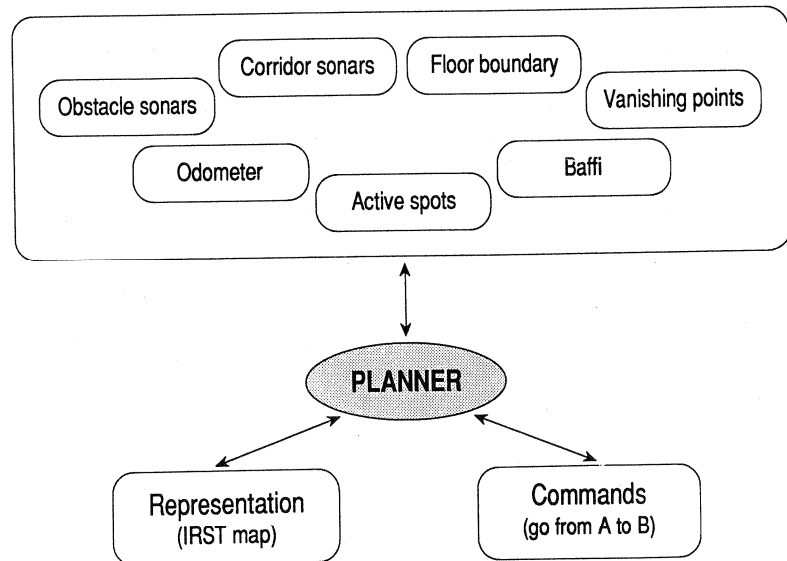 Corridor sonars
Floor boundary
Obstacle sonars
Vanishing points
Odometer
Baffi
Active spots
PLANNER
Representation
(IRST map)
Commands
(go from A to B)